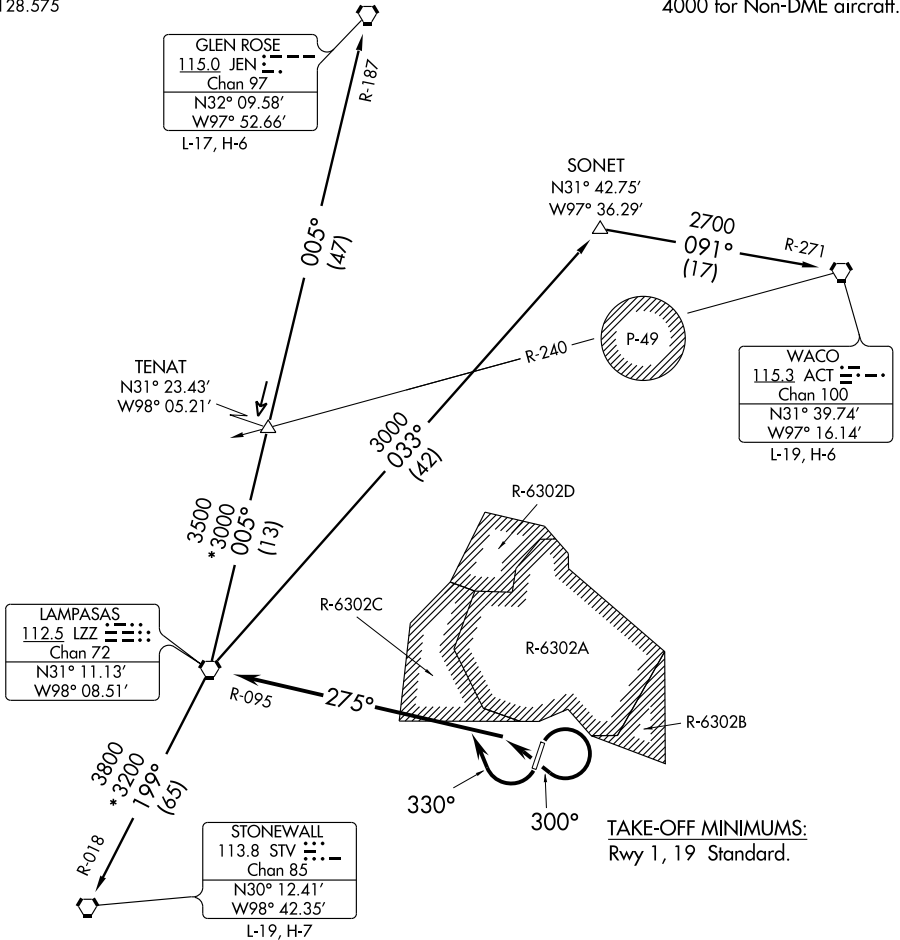 128.575
4000 for Non-DME aircraft.
GLEN ROSE
115.0 JEN
Chan 97
N32° 09.58'
W97° 52.66'
L-17, H-6
R-187
005°
(47)
SONET
N31° 42.75'
W97° 36.29'
2700
091°
(17)
R-271
P-49
R-240
WACO
115.3 ACT
Chan 100
N31° 39.74'
W97° 16.14'
L-19, H-6
TENAT
N31° 23.43'
W98° 05.21'
3000
033°
(42)
3500
*3000
005°
(13)
R-6302D
R-6302C
R-6302A
R-6302B
LAMPASAS
112.5 LZZ
Chan 72
N31° 11.13'
W98° 08.51'
R-095
275°
330°
300°
3800
*3200
199°
(65)
R-018
STONEWALL
113.8 STV
Chan 85
N30° 12.41'
W98° 42.35'
L-19, H-7
TAKE-OFF MINIMUMS:
Rwy 1, 19 Standard.